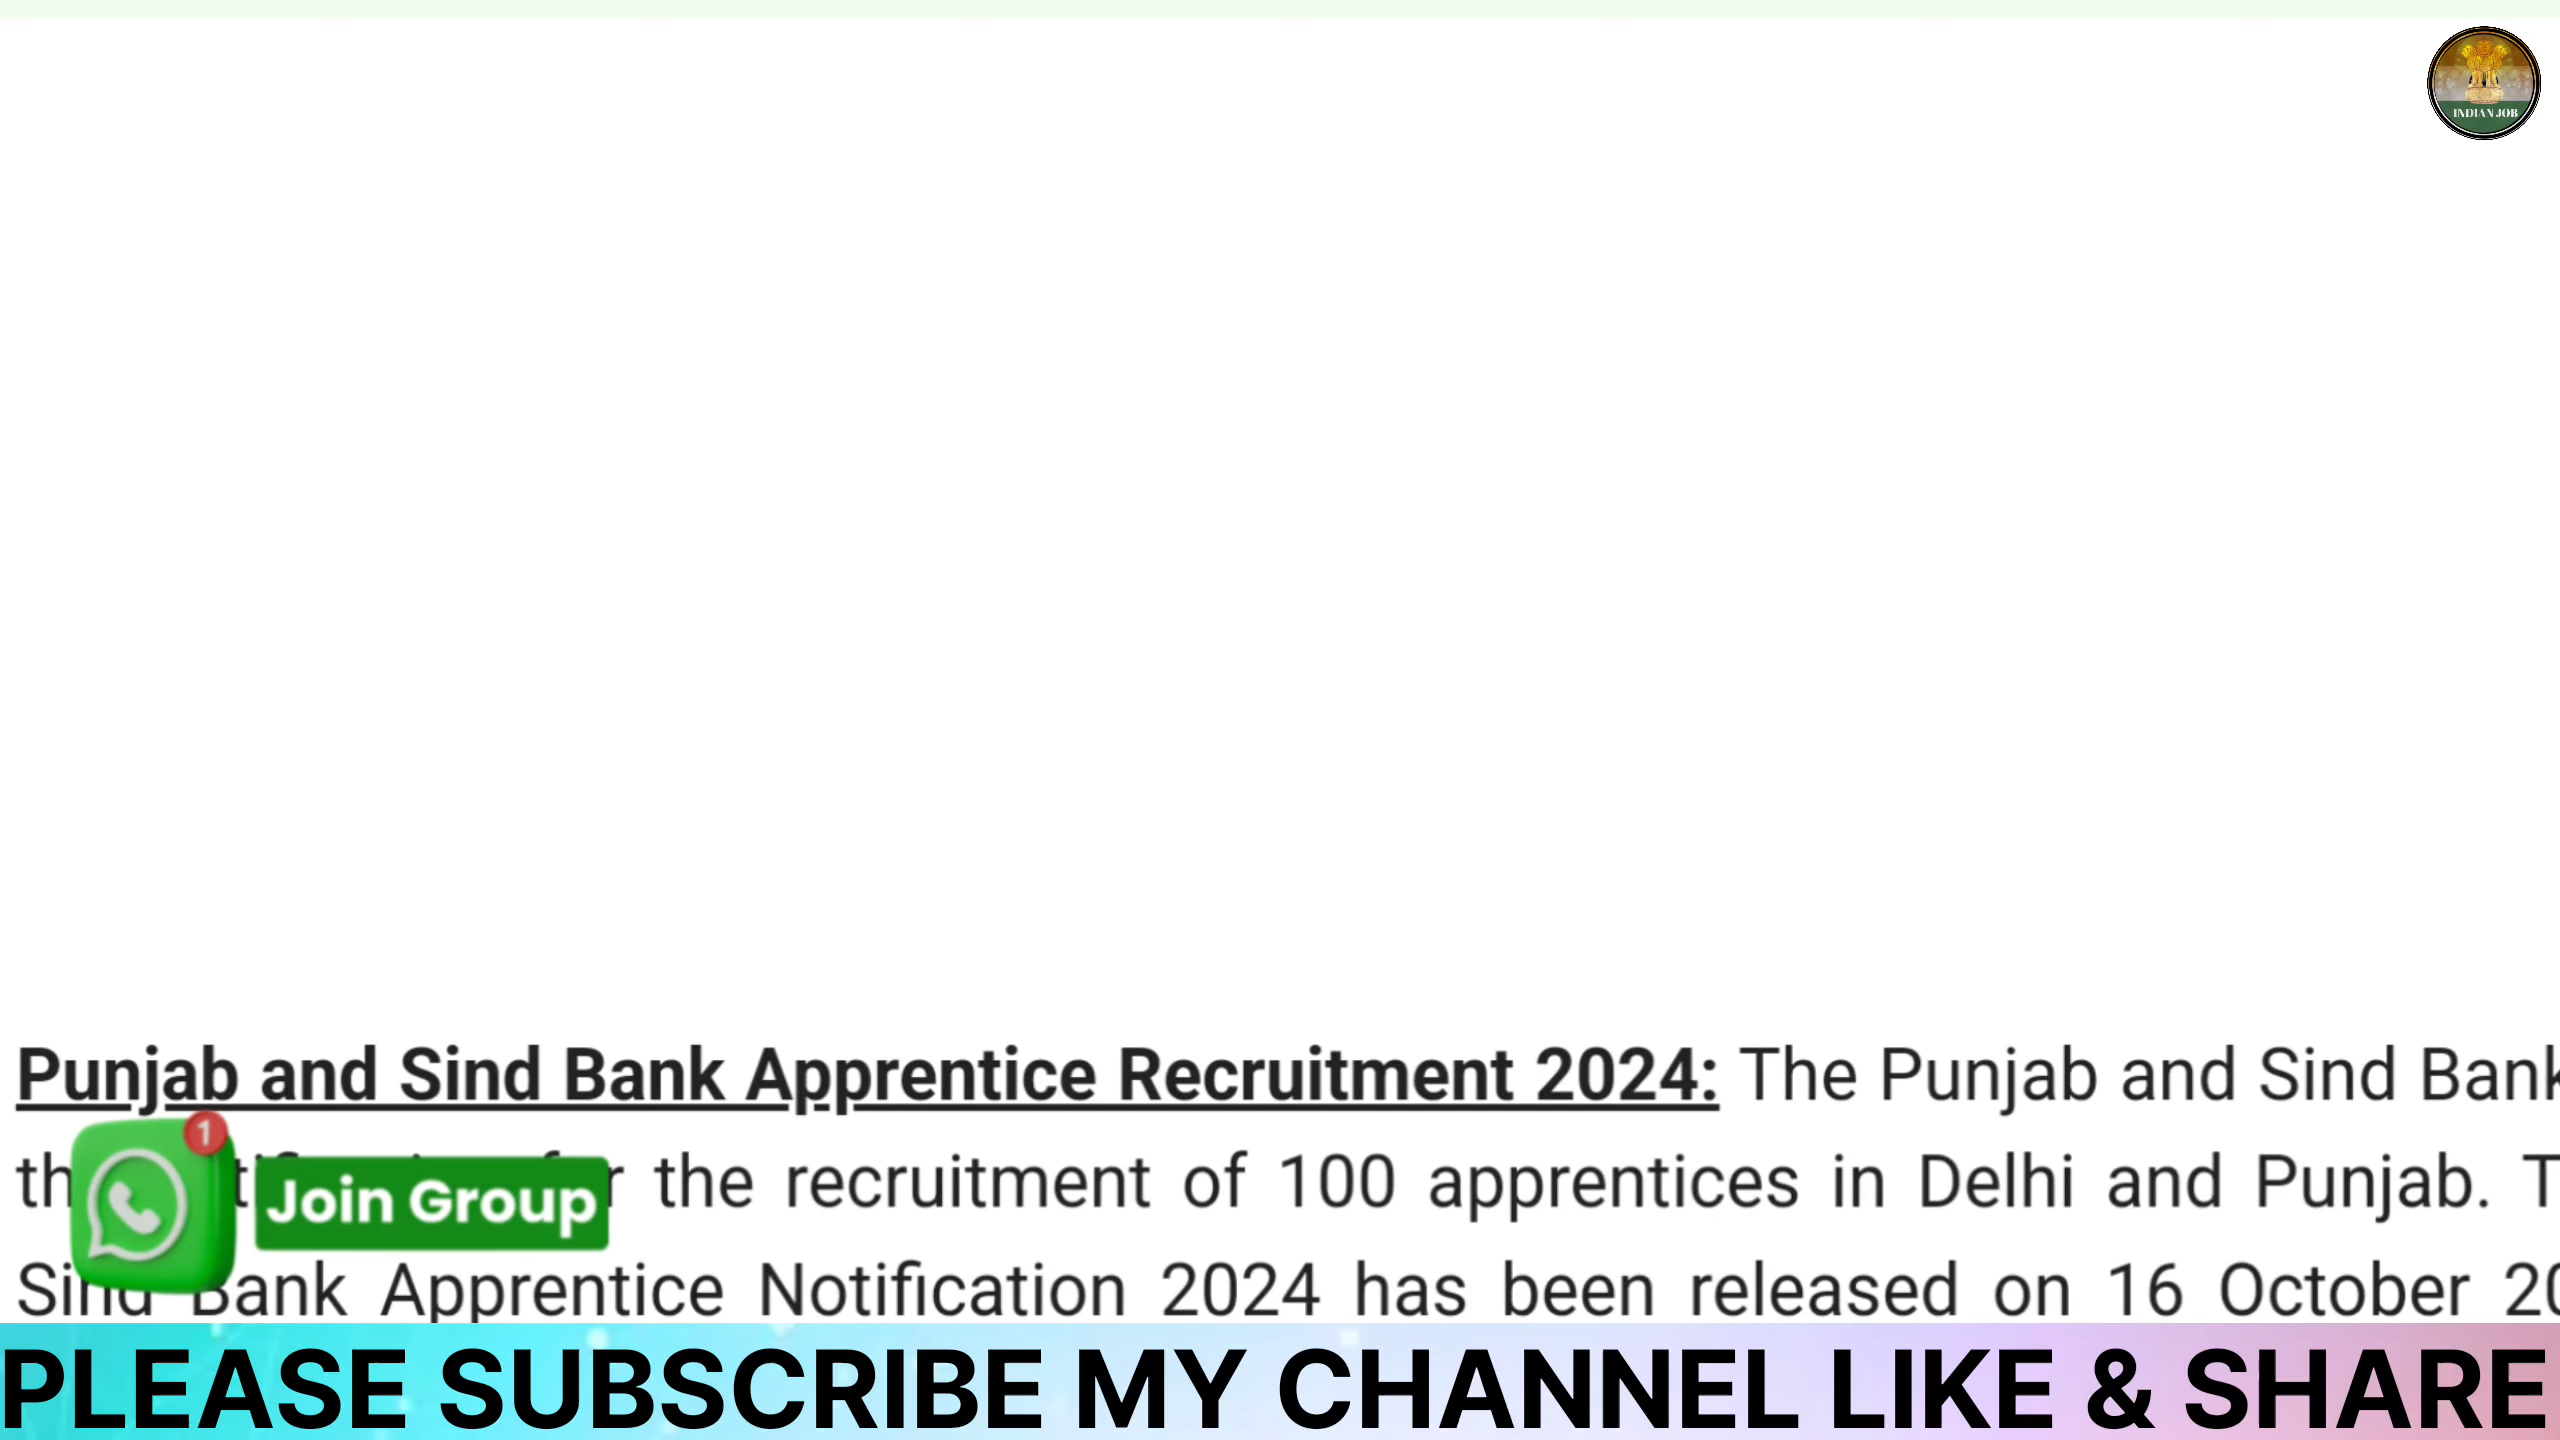 INDIAN JOB
Punjab and Sind Bank Apprentice Recruitment 2024: The Punjab and Sind Bank
the recruitment of 100 apprentices in Delhi and Punjab.
1
Join Group
Sind Bank Apprentice Notification 2024 has been released on 16 October
PLEASE SUBSCRIBE MY CHANNEL LIKE & SHARE